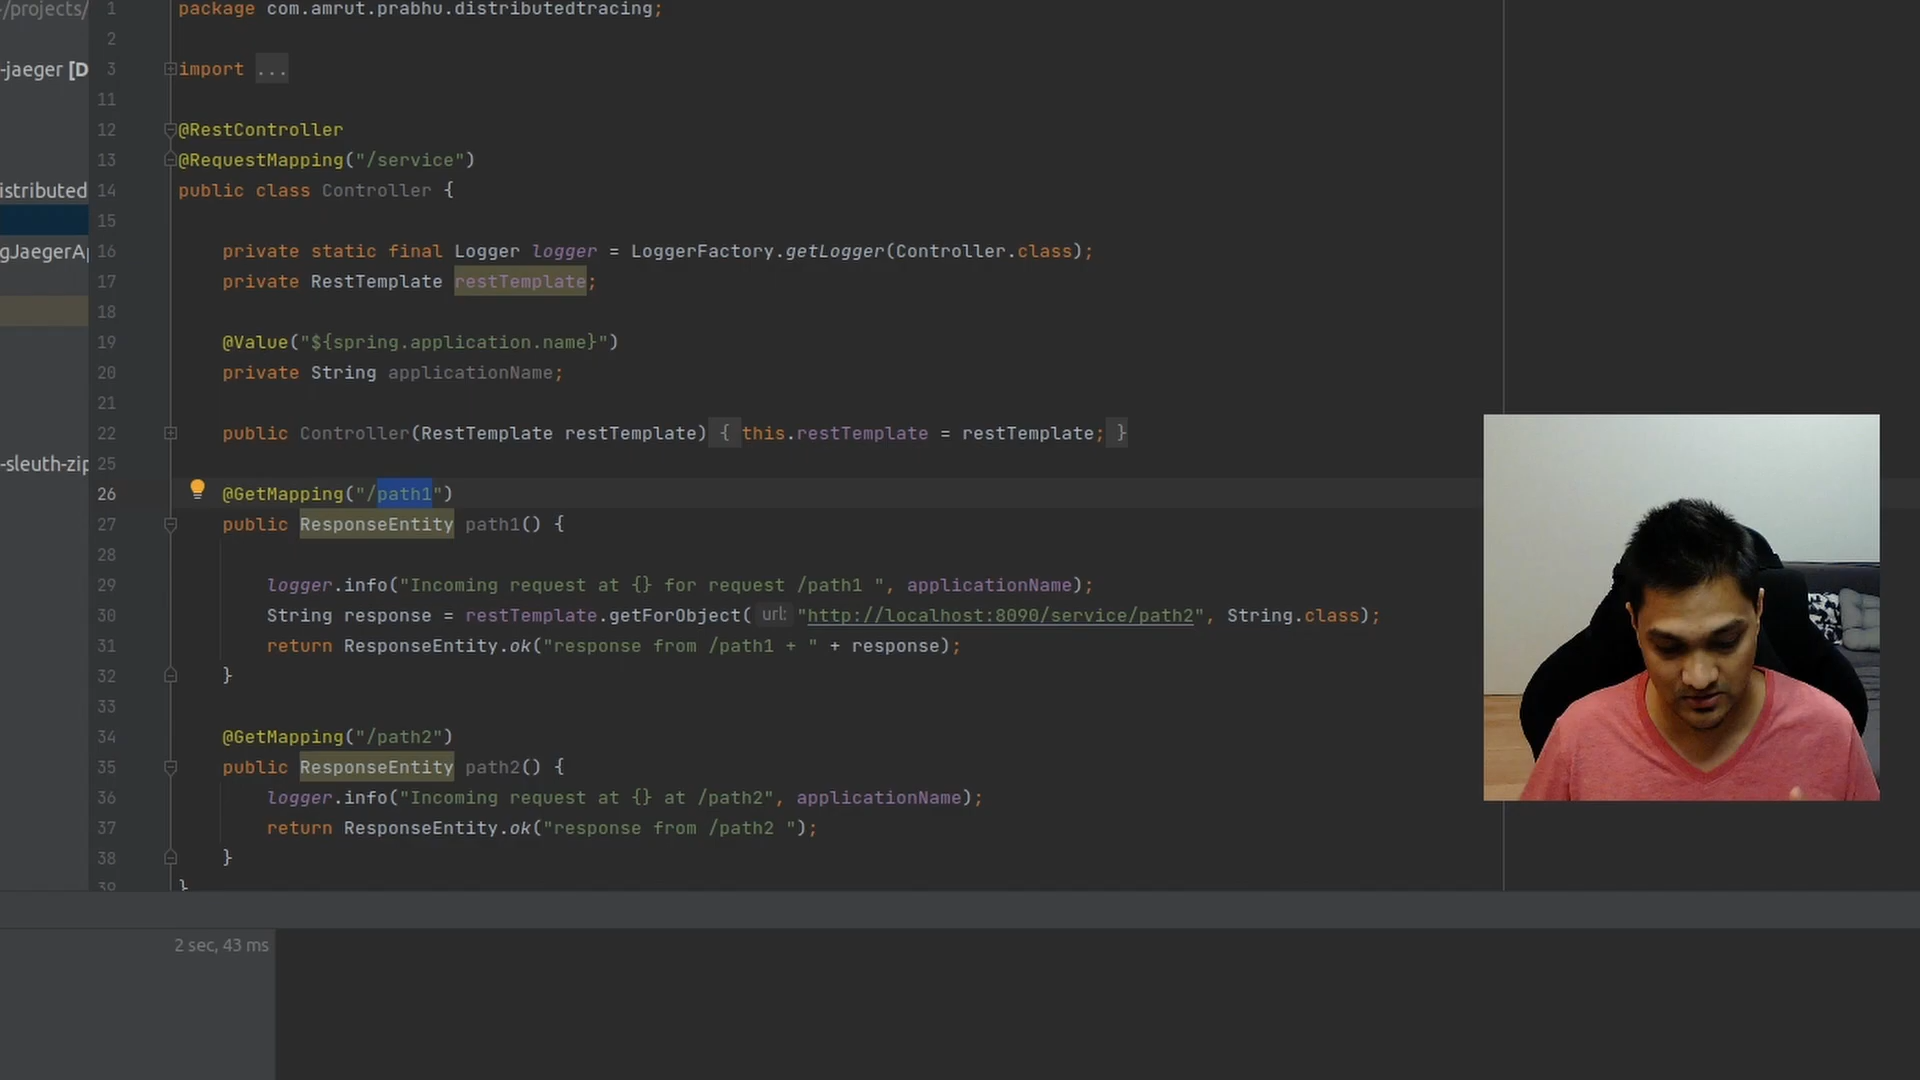 /projects/
-jaeger [D
istributed
gJaegerAp
-sleuth-zip
1 package com.amrut.prabhu.distributedtracing;
2
3 import ...
11
12 @RestController
13 @RequestMapping("/service")
14 public class Controller {
15
16 private static final Logger logger = LoggerFactory.getLogger(Controller.class);
17 private RestTemplate restTemplate;
18
19 @Value("${spring.application.name}")
20 private String applicationName;
21
22 public Controller(RestTemplate restTemplate) { this.restTemplate = restTemplate; }
25
26 @GetMapping("/path1")
27 public ResponseEntity path1() {
28
29 logger.info("Incoming request at {} for request /path1 ", applicationName);
30 String response = restTemplate.getForObject( url: "http://localhost:8090/service/path2", String.class);
31 return ResponseEntity.ok("response from /path1 + " + response);
32 }
33
34 @GetMapping("/path2")
35 public ResponseEntity path2() {
36 logger.info("Incoming request at {} at /path2", applicationName);
37 return ResponseEntity.ok("response from /path2 ");
38 }
39 }
2 sec, 43 ms